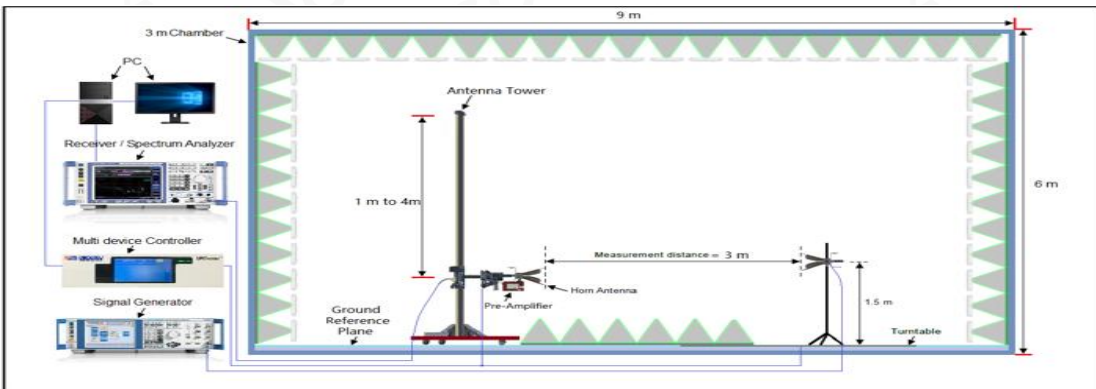 9 m
3 m Chamber
PC
Antenna Tower
Receiver / Spectrum Analyzer
1 m to 4m
6 m
Multi device Controller
Measurement distance = 3 m
Horn Antenna
Pre-Amplifier
1.5 m
Signal Generator
Ground
Reference
Plane
Turntable